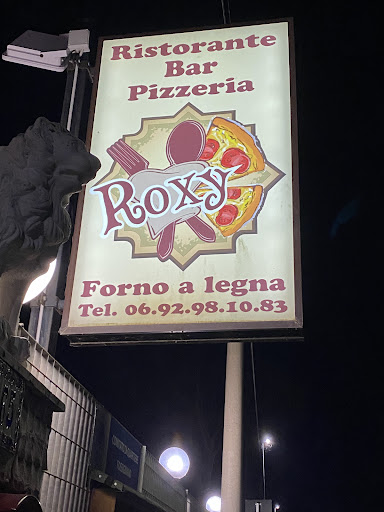 Ristorante
Bar
Pizzeria
Roxy
Forno a legna
Tel. 06.92.98.10.83